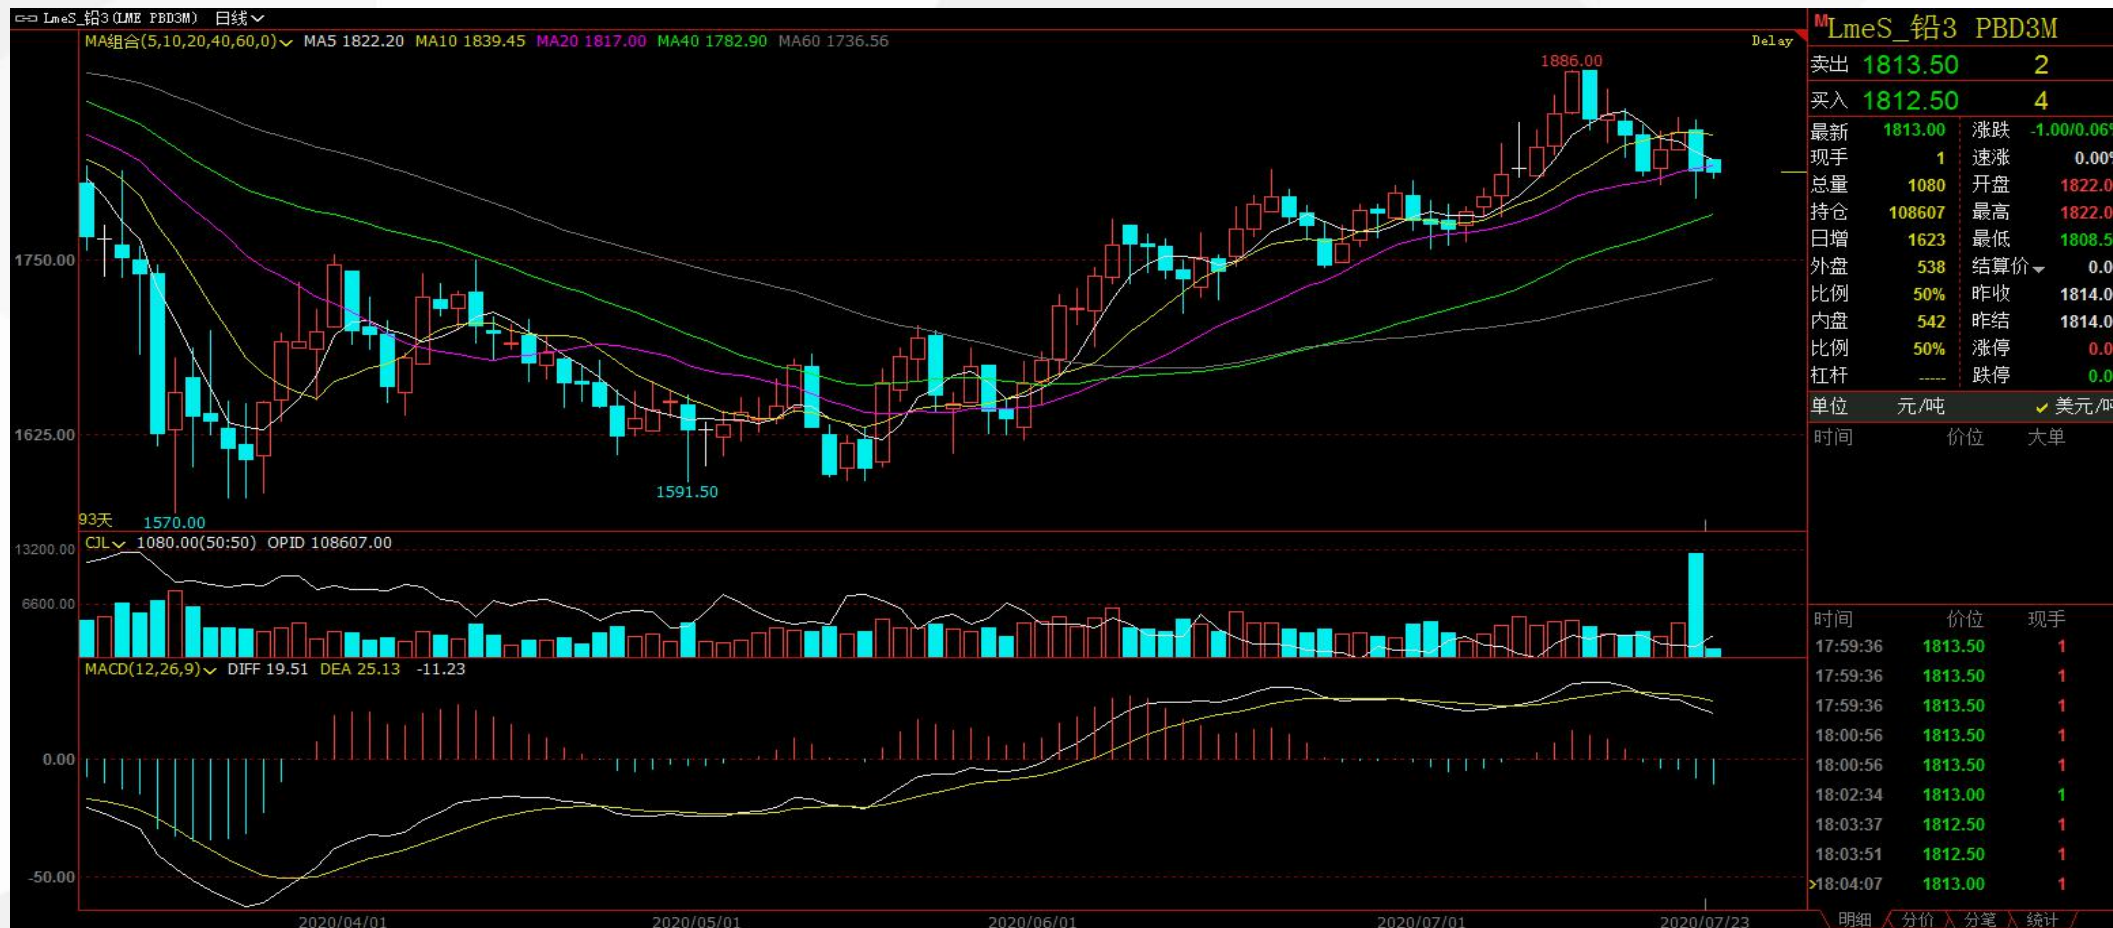 LmeS_铅3(LME PBD3M) 日线
MA组合(5,10,20,40,60,0) MA5 1822.20 MA10 1839.45 MA20 1817.00 MA40 1782.90 MA60 1736.56
Delay
1886.00
1750.00
1625.00
1591.50
93天
1570.00
CJL 1080.00(50:50) OPID 108607.00
13200.00
6600.00
MACD(12,26,9) DIFF 19.51 DEA 25.13 -11.23
0.00
-50.00
2020/04/01 2020/05/01 2020/06/01 2020/07/01 2020/07/23
M LmeS_铅3 PBD3M
卖出 1813.50 2
买入 1812.50 4
最新 1813.00 涨跌 -1.00/0.06%
现手 1 速涨 0.00%
总量 1080 开盘 1822.0
持仓 108607 最高 1822.0
日增 1623 最低 1808.5
外盘 538 结算价 0.0
比例 50% 昨收 1814.0
内盘 542 昨结 1814.0
比例 50% 涨停 0.0
杠杆 ----- 跌停 0.0
单位 元/吨 美元/吨
时间 价位 大单
时间 价位 现手
17:59:36 1813.50 1
17:59:36 1813.50 1
17:59:36 1813.50 1
18:00:56 1813.50 1
18:00:56 1813.50 1
18:02:34 1813.00 1
18:03:37 1812.50 1
18:03:51 1812.50 1
18:04:07 1813.00 1
明细 分价 分笔 统计